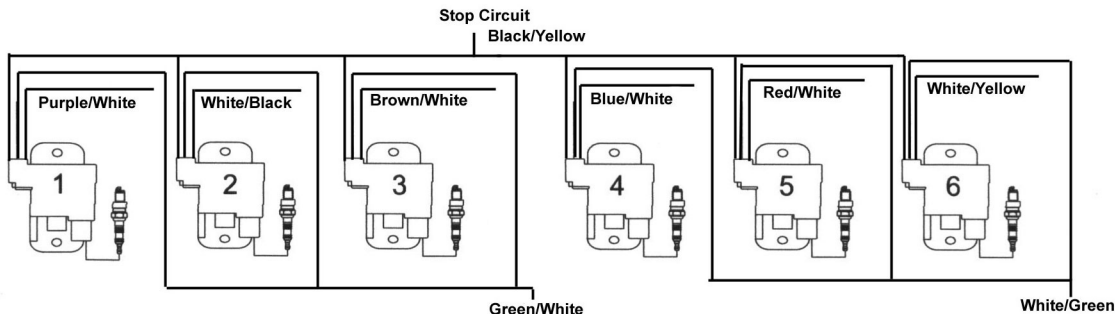 Stop Circuit
Black/Yellow
Purple/White
White/Black
Brown/White
Blue/White
Red/White
White/Yellow
1
2
3
4
5
6
Green/White
White/Green